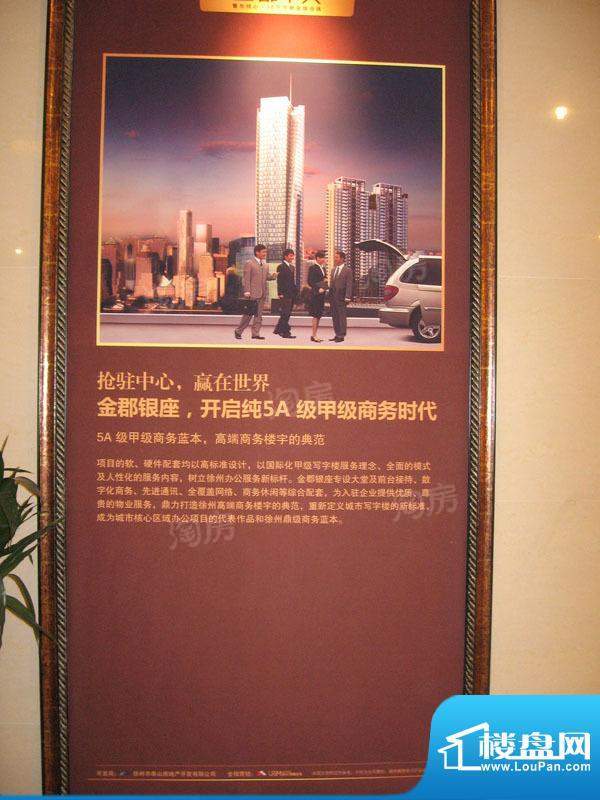 抢驻中心，赢在世界
金郡银座，开启纯5A 级甲级商务时代
5A 级甲级商务蓝本，高端商务楼宇的典范
项目的软、硬件配套均以高标准设计，以国际化甲级写字楼服务理念、全面的模式
及人性化的服务内容，树立徐州办公服务新标杆。金郡银座专设大堂及前台接待、数
字化商务、先进通讯、全覆盖网络、商务休闲等综合配套，为入驻企业提供优质、尊
贵的物业服务，鼎力打造徐州高端商务楼宇的典范，重新定义城市写字楼的新标准，
成为城市核心区域办公项目的代表作品和徐州鼎级商务蓝本。
淘房
淘房
淘房
淘房
楼盘网
www.LouPan.com